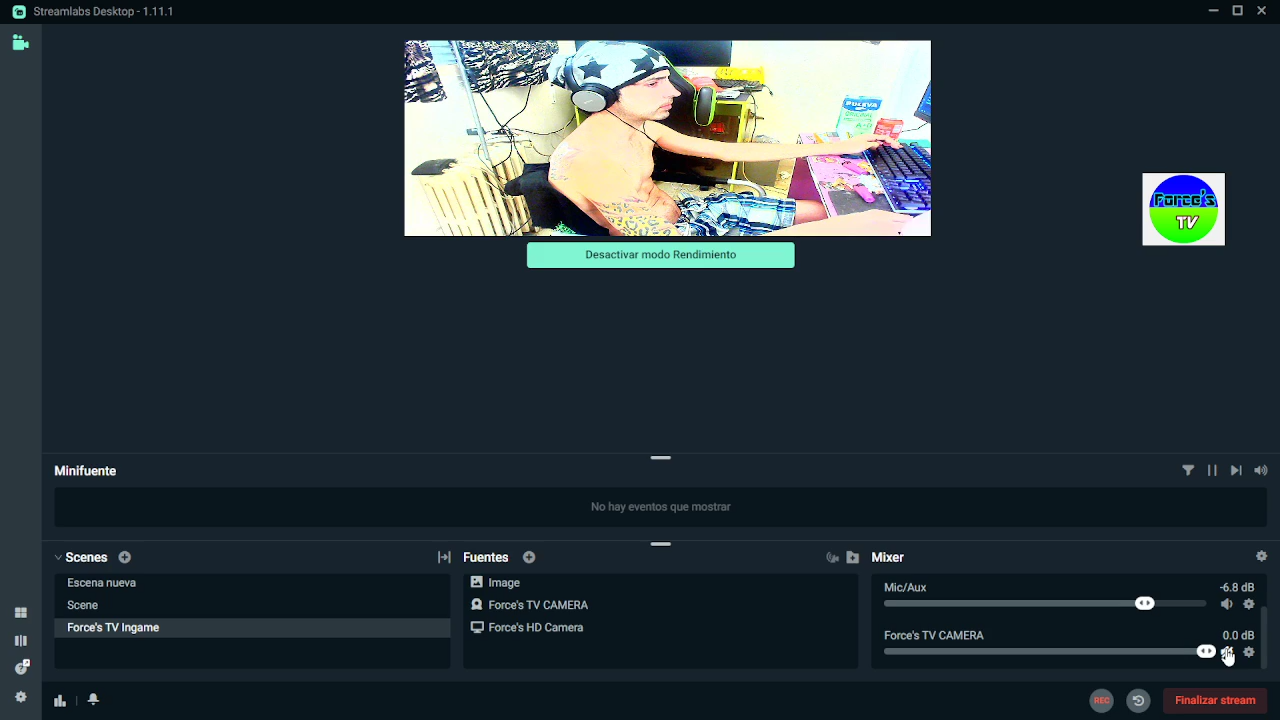 Streamlabs Desktop - 1.11.1
PULEVA
Force's
TV
Desactivar modo Rendimiento
Minifuente
No hay eventos que mostrar
Scenes
Fuentes
Mixer
Escena nueva
Scene
Force's TV Ingame
Image
Force's TV CAMERA
Force's HD Camera
Mic/Aux
-6.8 dB
Force's TV CAMERA
0.0 dB
REC
Finalizar stream